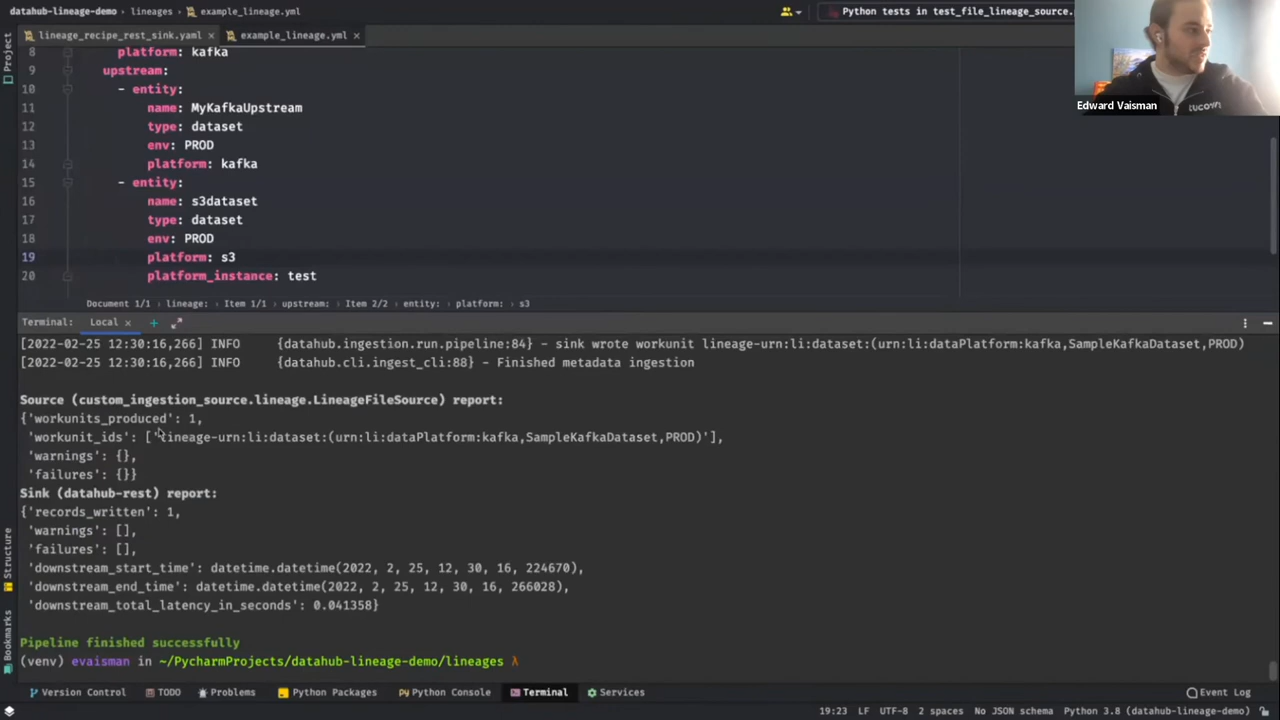 datahub-lineage-demo › lineages › example_lineage.yml
Python tests in test_file_lineage_source.
lineage_recipe_rest_sink.yaml × example_lineage.yml ×
Project
8 platform: kafka
9 upstream:
10 - entity:
11 name: MyKafkaUpstream
12 type: dataset
13 env: PROD
14 platform: kafka
15 - entity:
16 name: s3dataset
17 type: dataset
18 env: PROD
19 platform: s3
20 platform_instance: test
Edward Vaisman
Document 1/1 › lineage: › Item 1/1 › upstream: › Item 2/2 › entity: › platform: › s3
Terminal: Local × +
[2022-02-25 12:30:16,266] INFO {datahub.ingestion.run.pipeline:84} - sink wrote workunit lineage-urn:li:dataset:(urn:li:dataPlatform:kafka,SampleKafkaDataset,PROD)
[2022-02-25 12:30:16,266] INFO {datahub.cli.ingest_cli:88} - Finished metadata ingestion
Source (custom_ingestion_source.lineage.LineageFileSource) report:
{'workunits_produced': 1,
'workunit_ids': ['lineage-urn:li:dataset:(urn:li:dataPlatform:kafka,SampleKafkaDataset,PROD)'],
'warnings': {},
'failures': {}}
Sink (datahub-rest) report:
{'records_written': 1,
'warnings': [],
'failures': [],
'downstream_start_time': datetime.datetime(2022, 2, 25, 12, 30, 16, 224670),
'downstream_end_time': datetime.datetime(2022, 2, 25, 12, 30, 16, 266028),
'downstream_total_latency_in_seconds': 0.041358}
Pipeline finished successfully
(venv) evaisman in ~/PycharmProjects/datahub-lineage-demo/lineages λ
Structure
Bookmarks
Version Control TODO Problems Python Packages Python Console Terminal Services Event Log
19:23 LF UTF-8 2 spaces No JSON schema Python 3.8 (datahub-lineage-demo)